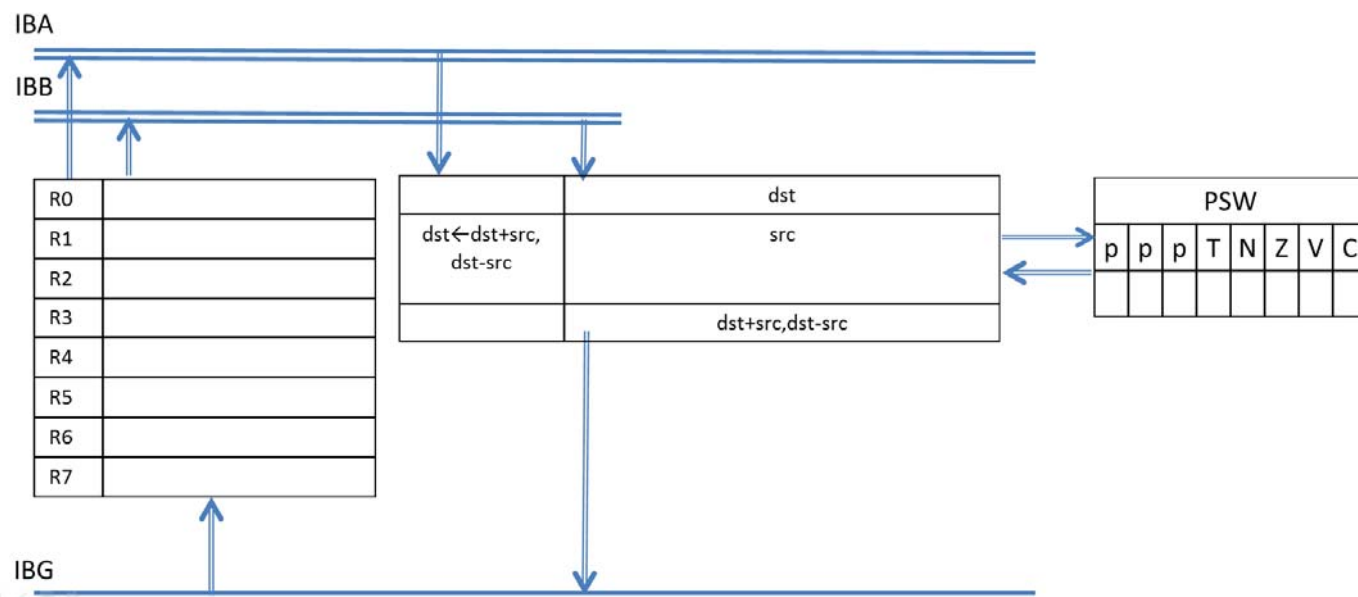 IBA
IBB
R0
R1
R2
R3
R4
R5
R6
R7
dst
dst←dst+src,
dst-src
src
dst+src,dst-src
PSW
p p p T N Z V C
IBG